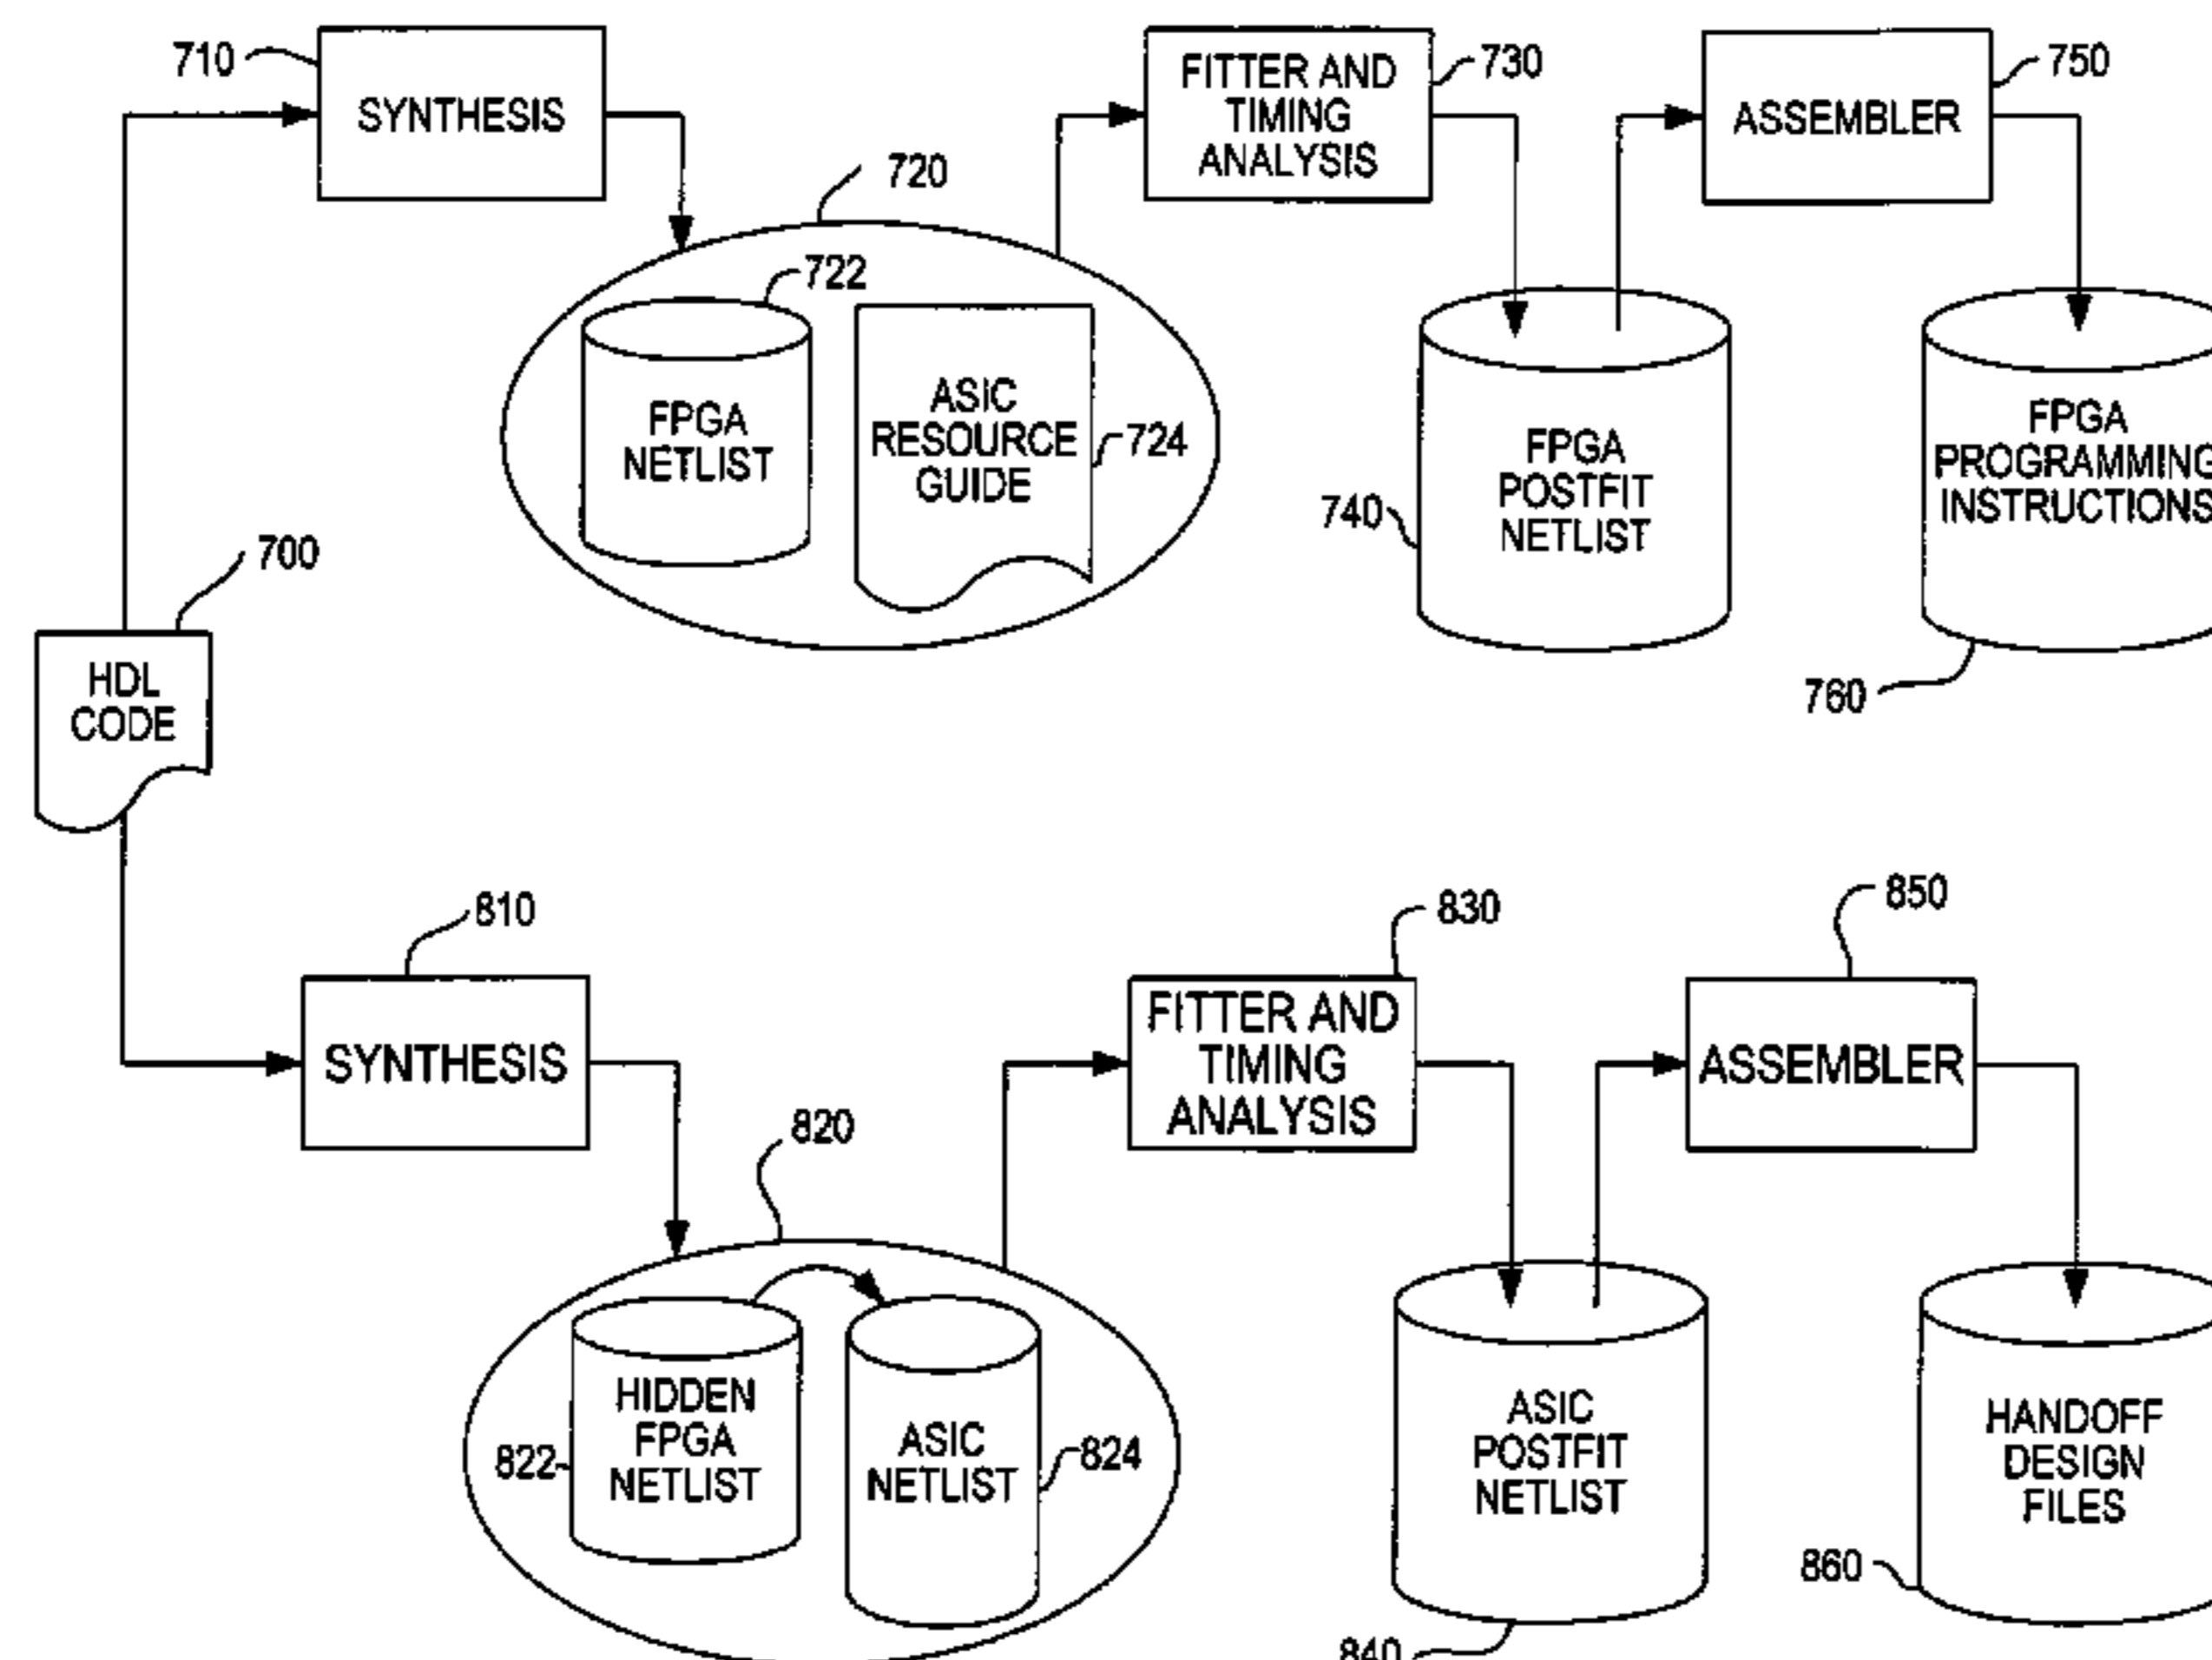 710
SYNTHESIS
FITTER AND
TIMING
ANALYSIS
730
ASSEMBLER
750
720
722
FPGA
NETLIST
ASIC
RESOURCE
GUIDE
724
740
FPGA
POSTFIT
NETLIST
FPGA
PROGRAMMING
INSTRUCTIONS
760
700
HDL
CODE
810
SYNTHESIS
830
FITTER AND
TIMING
ANALYSIS
850
ASSEMBLER
820
822
HIDDEN
FPGA
NETLIST
ASIC
NETLIST
824
ASIC
POSTFIT
NETLIST
840
HANDOFF
DESIGN
FILES
860